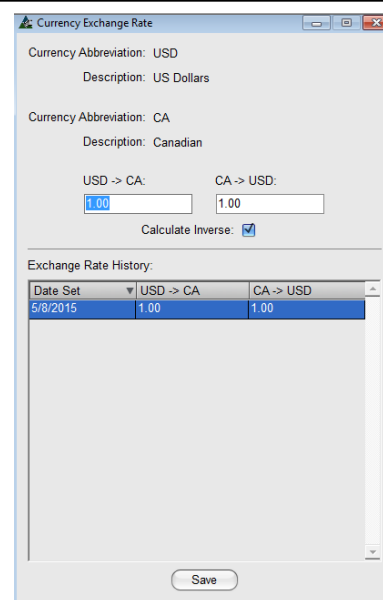 Currency Exchange Rate
Currency Abbreviation: USD
Description: US Dollars
Currency Abbreviation: CA
Description: Canadian
USD -> CA: CA -> USD:
1.00 1.00
Calculate Inverse:
Exchange Rate History:
Date Set USD -> CA CA -> USD
5/8/2015 1.00 1.00
Save